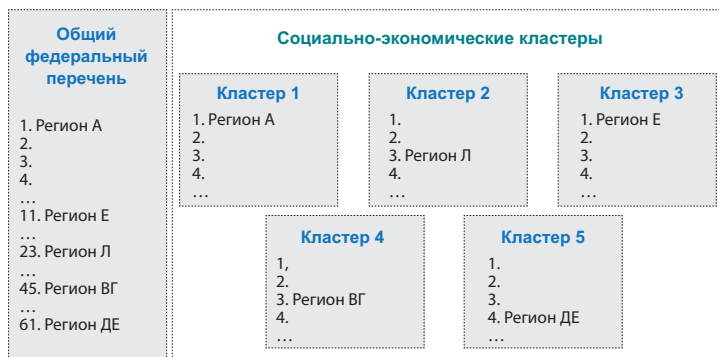 Общий
федеральный
перечень
1. Регион А
2.
3.
4.
…
11. Регион Е
…
23. Регион Л
…
45. Регион ВГ
…
61. Регион ДЕ
Социально-экономические кластеры
Кластер 1
1. Регион А
2.
3.
4.
…
Кластер 2
1.
2.
3. Регион Л
4.
…
Кластер 3
1. Регион Е
2.
3.
4.
…
Кластер 4
1,
2.
3. Регион ВГ
4.
…
Кластер 5
1.
2.
3.
4. Регион ДЕ
…